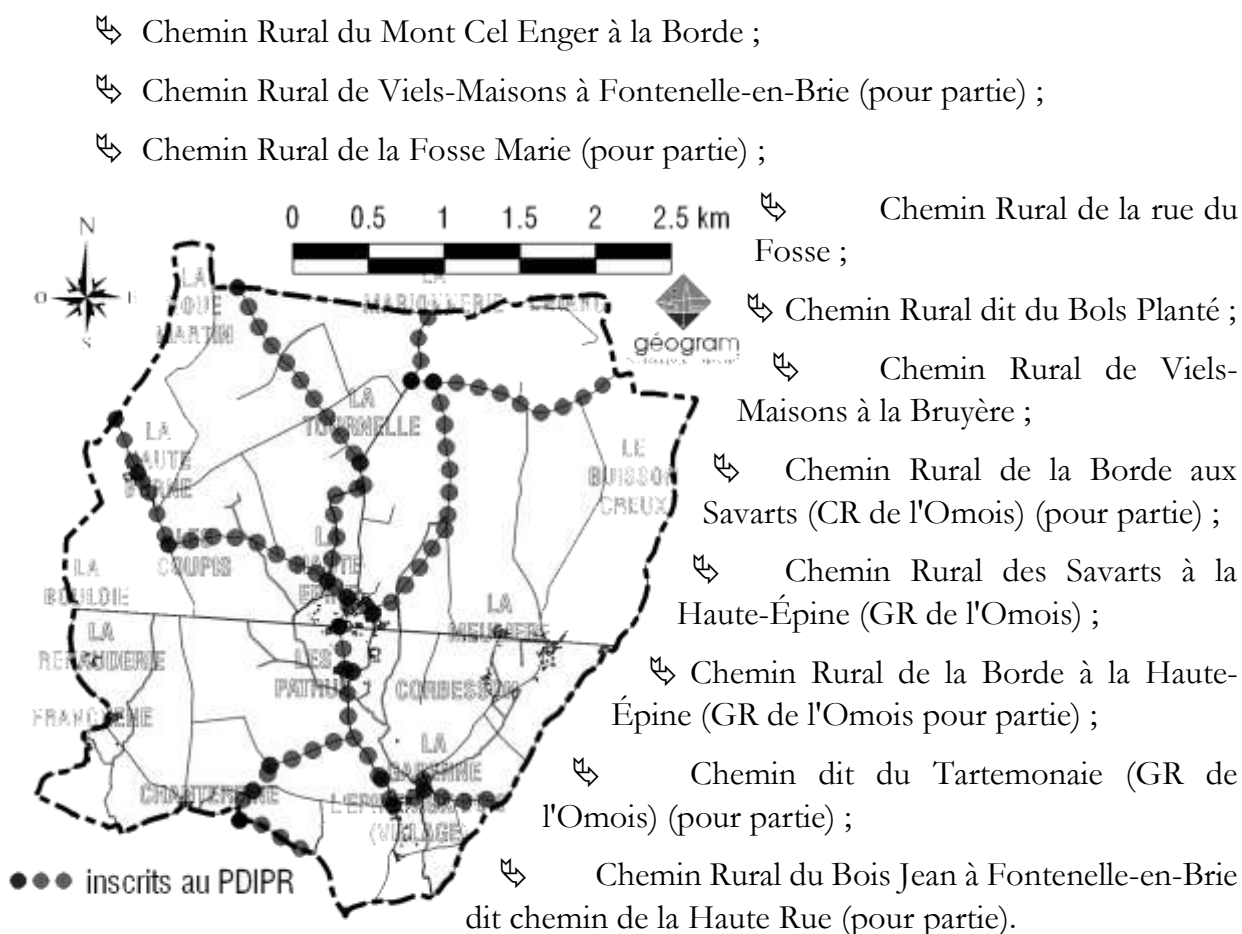 Chemin Rural du Mont Cel Enger à la Borde ;
Chemin Rural de Viels-Maisons à Fontenelle-en-Brie (pour partie) ;
Chemin Rural de la Fosse Marie (pour partie) ;
Chemin Rural de la rue du
Fosse ;
Chemin Rural dit du Bols Planté ;
Chemin Rural de Viels-
Maisons à la Bruyère ;
Chemin Rural de la Borde aux
Savarts (CR de l'Omois) (pour partie) ;
Chemin Rural des Savarts à la
Haute-Épine (GR de l'Omois) ;
Chemin Rural de la Borde à la Haute-
Épine (GR de l'Omois pour partie) ;
Chemin dit du Tartemonaie (GR de
l'Omois) (pour partie) ;
Chemin Rural du Bois Jean à Fontenelle-en-Brie
dit chemin de la Haute Rue (pour partie).
0 0.5 1 1.5 2 2.5 km
N
O E
S
géogram
LA
MARTIN
LA
MARIONNERIE
LA
TOURNELLE
LA
LE
BUISSON
CREUX
LES
COUPIS
LA
LA
BOULOIE
LA
LA
MEUNIERE
LES
CORBESSON
LA
GARENNE
(VILLAGE)
inscrits au PDIPR